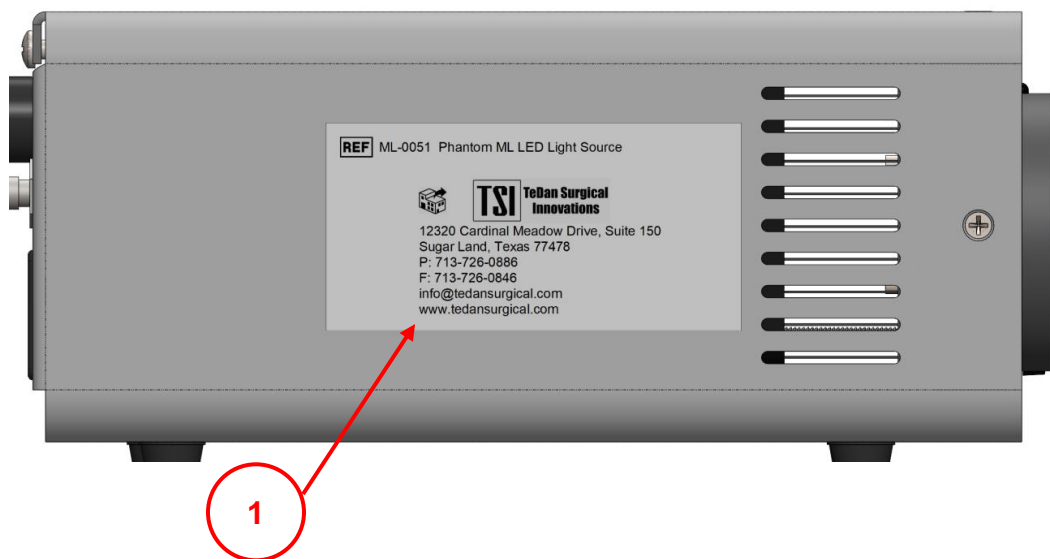 REF ML-0051 Phantom ML LED Light Source
TSI TeDan Surgical
Innovations
12320 Cardinal Meadow Drive, Suite 150
Sugar Land, Texas 77478
P: 713-726-0886
F: 713-726-0846
info@tedansurgical.com
www.tedansurgical.com
1